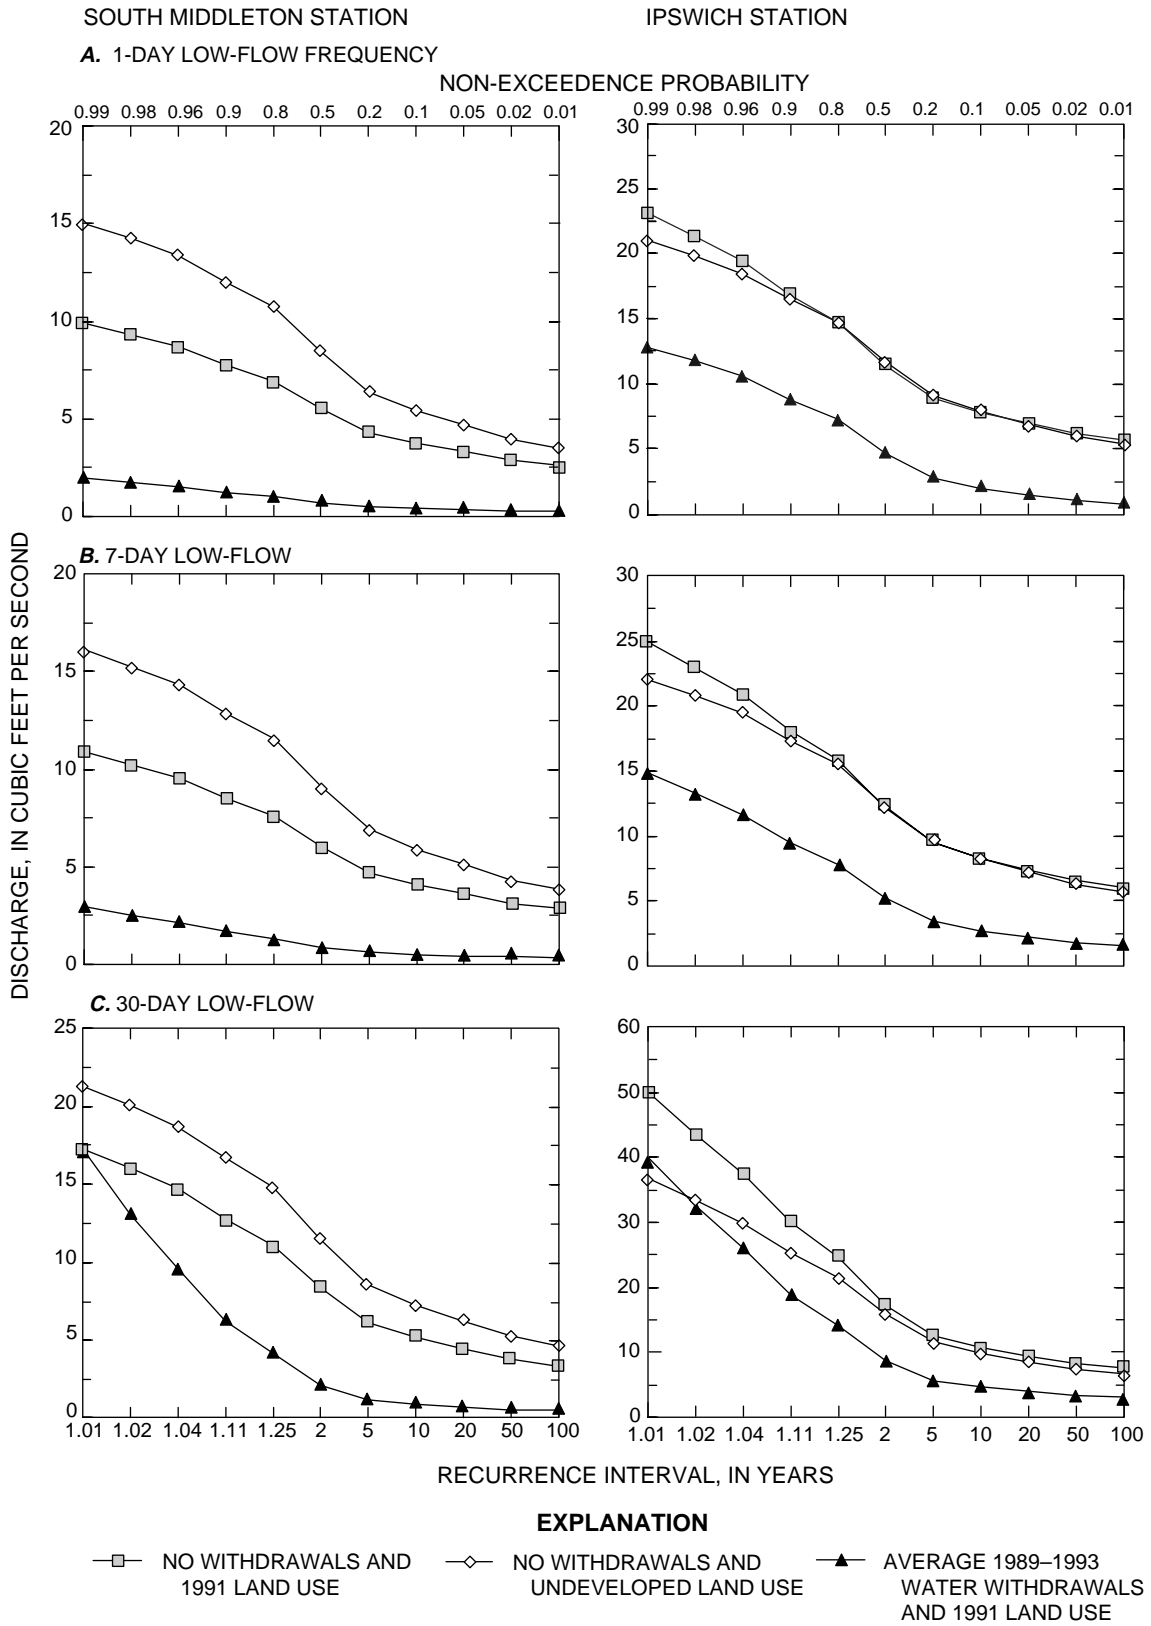 SOUTH MIDDLETON STATION
IPSWICH STATION
A. 1-DAY LOW-FLOW FREQUENCY
NON-EXCEEDENCE PROBABILITY
0.99 0.98 0.96 0.9 0.8 0.5 0.2 0.1 0.05 0.02 0.01
0.99 0.98 0.96 0.9 0.8 0.5 0.2 0.1 0.05 0.02 0.01
20
15
10
5
0
30
25
20
15
10
5
0
DISCHARGE, IN CUBIC FEET PER SECOND
B. 7-DAY LOW-FLOW
20
15
10
5
0
30
25
20
15
10
5
0
C. 30-DAY LOW-FLOW
25
20
15
10
5
0
60
50
40
30
20
10
0
1.01 1.02 1.04 1.11 1.25 2 5 10 20 50 100
1.01 1.02 1.04 1.11 1.25 2 5 10 20 50 100
RECURRENCE INTERVAL, IN YEARS
EXPLANATION
NO WITHDRAWALS AND
1991 LAND USE
NO WITHDRAWALS AND
UNDEVELOPED LAND USE
AVERAGE 1989–1993
WATER WITHDRAWALS
AND 1991 LAND USE